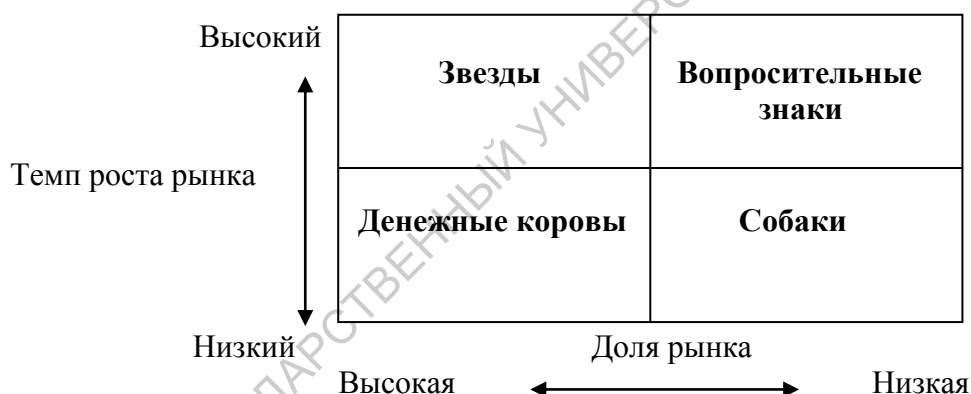 Высокий
Звезды
Вопросительные
знаки
Темп роста рынка
Денежные коровы
Собаки
Низкий
Доля рынка
Высокая
Низкая